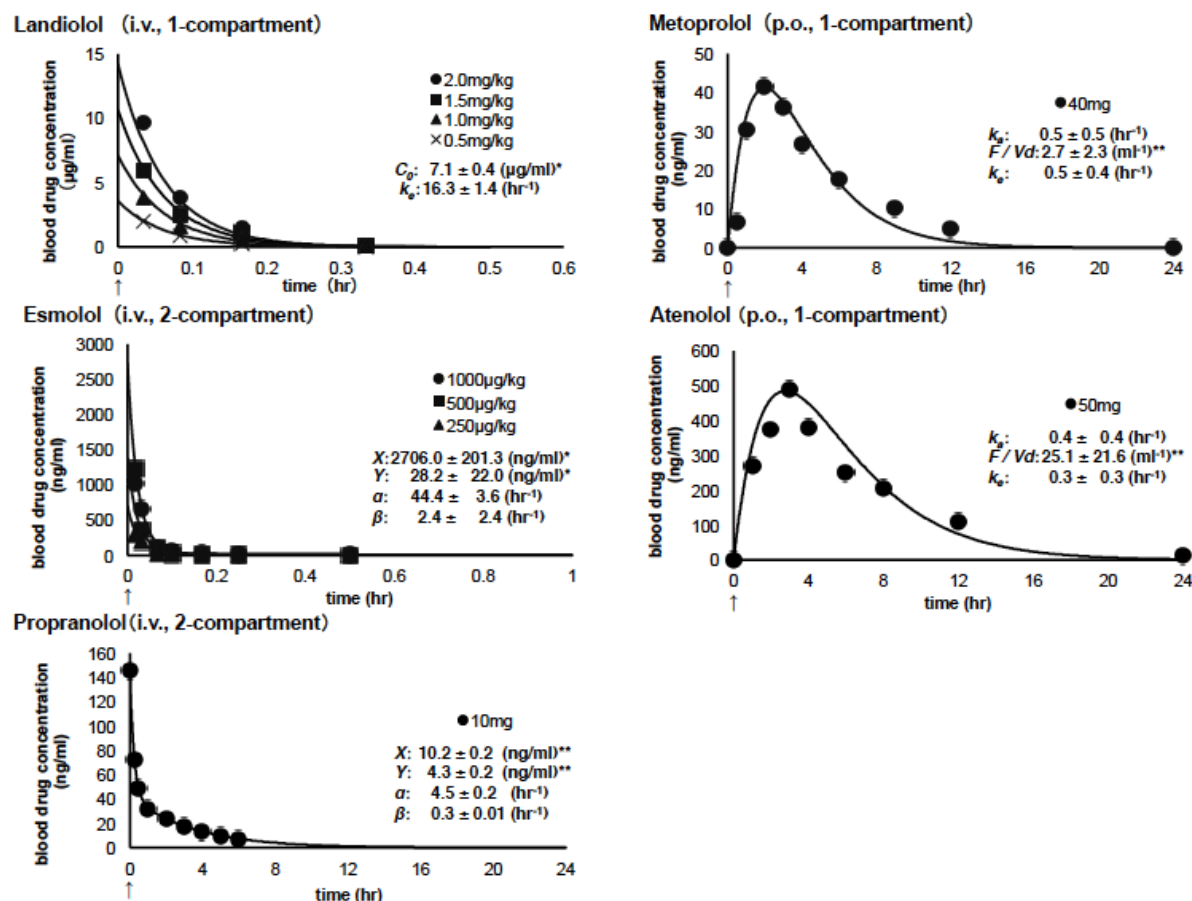 Landiolol (i.v., 1-compartment)
blood drug concentration
(μg/ml)
15
10
5
0
●2.0mg/kg
■1.5mg/kg
▲1.0mg/kg
×0.5mg/kg
C0: 7.1 ± 0.4 (μg/ml)*
ke: 16.3 ± 1.4 (hr-1)
0 0.1 0.2 0.3 0.4 0.5 0.6
↑
time (hr)
Metoprolol (p.o., 1-compartment)
blood drug concentration
(ng/ml)
50
40
30
20
10
0
●40mg
ka: 0.5 ± 0.5 (hr-1)
F / Vd: 2.7 ± 2.3 (ml-1)**
ke: 0.5 ± 0.4 (hr-1)
0 4 8 12 16 20 24
↑
time (hr)
Esmolol (i.v., 2-compartment)
blood drug concentration
(ng/ml)
3000
2500
2000
1500
1000
500
0
●1000μg/kg
■500μg/kg
▲250μg/kg
X: 2706.0 ± 201.3 (ng/ml)*
Y: 28.2 ± 22.0 (ng/ml)*
α: 44.4 ± 3.6 (hr-1)
β: 2.4 ± 2.4 (hr-1)
0 0.2 0.4 0.6 0.8 1
↑
time (hr)
Atenolol (p.o., 1-compartment)
blood drug concentration
(ng/ml)
600
500
400
300
200
100
0
●50mg
ka: 0.4 ± 0.4 (hr-1)
F / Vd: 25.1 ± 21.6 (ml-1)**
ke: 0.3 ± 0.3 (hr-1)
0 4 8 12 16 20 24
↑
time (hr)
Propranolol (i.v., 2-compartment)
blood drug concentration
(ng/ml)
160
140
120
100
80
60
40
20
0
●10mg
X: 10.2 ± 0.2 (ng/ml)**
Y: 4.3 ± 0.2 (ng/ml)**
α: 4.5 ± 0.2 (hr-1)
β: 0.3 ± 0.01 (hr-1)
0 4 8 12 16 20 24
↑
time (hr)